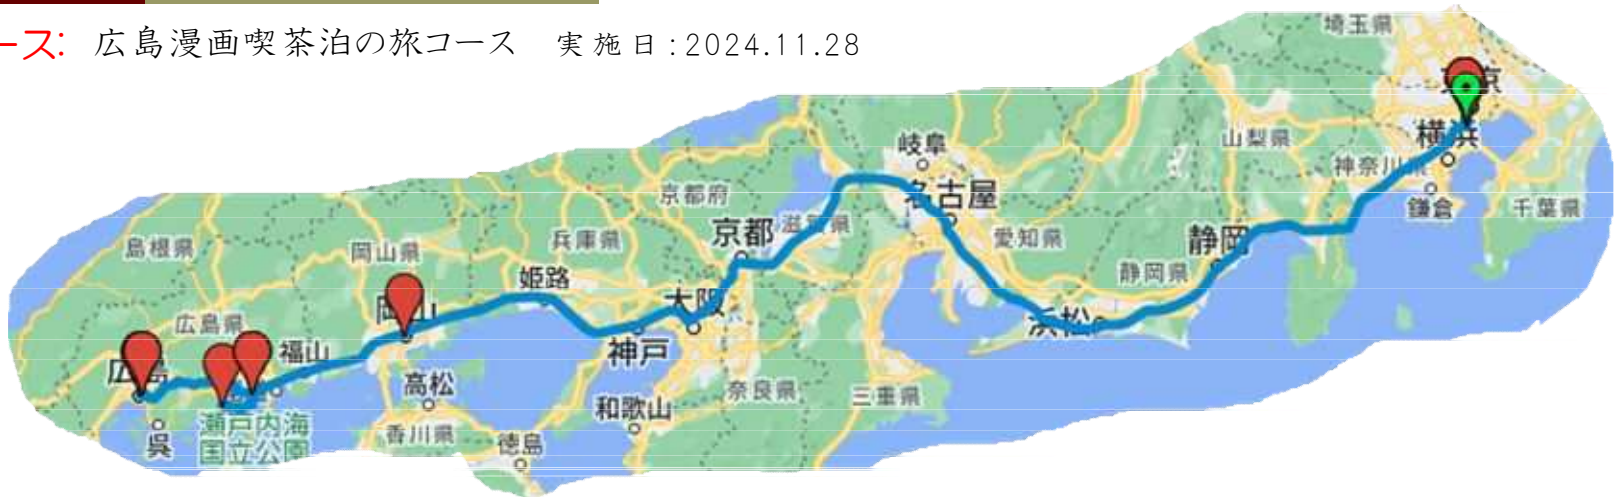 ース: 広島漫画喫茶泊の旅コース 実施日:2024.11.28
埼玉県
東京
山梨県
横浜
神奈川県
鎌倉
千葉県
岐阜
名古屋
愛知県
静岡
静岡県
浜松
京都府
京都
滋賀県
兵庫県
姫路
大阪
神戸
奈良県
三重県
和歌山
島根県
岡山県
岡山
広島県
広島
福山
呉
瀬戸内海
国立公園
高松
香川県
徳島